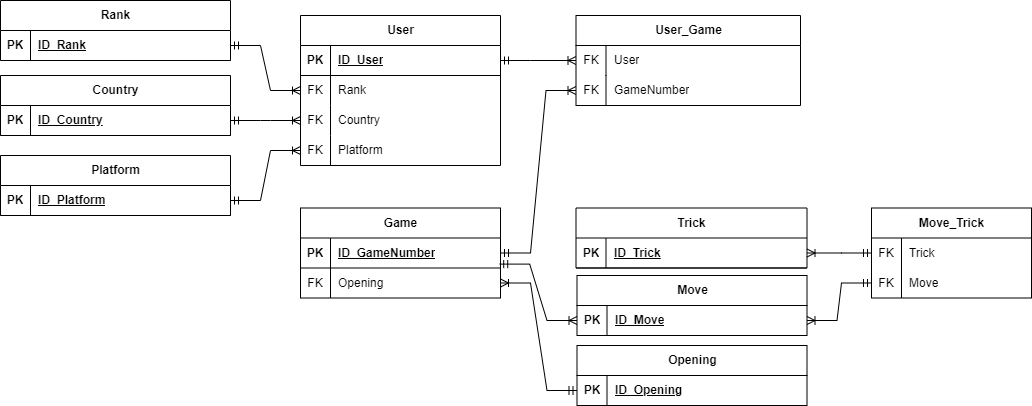 Rank
PK ID_Rank
Country
PK ID_Country
Platform
PK ID_Platform
User
PK ID_User
FK Rank
FK Country
FK Platform
User_Game
FK User
FK GameNumber
Game
PK ID_GameNumber
FK Opening
Trick
PK ID_Trick
Move
PK ID_Move
Opening
PK ID_Opening
Move_Trick
FK Trick
FK Move